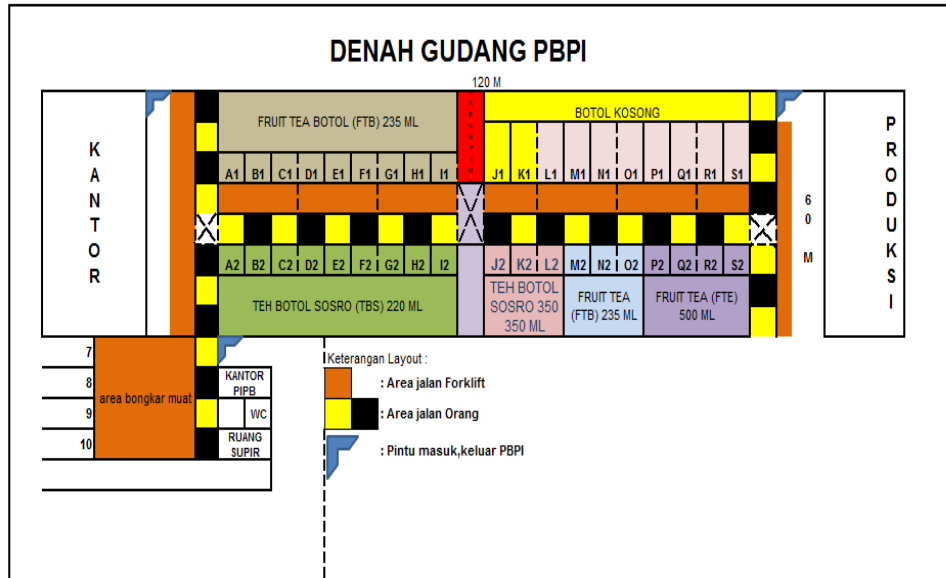 DENAH GUDANG PBPI
120 M
KANTOR
FRUIT TEA BOTOL (FTB) 235 ML
BOTOL KOSONG
PRODUKSI
A1 B1 C1 D1 E1 F1 G1 H1 I1
J1 K1 L1 M1 N1 O1 P1 Q1 R1 S1
60 M
A2 B2 C2 D2 E2 F2 G2 H2 I2
J2 K2 L2 M2 N2 O2 P2 Q2 R2 S2
TEH BOTOL SOSRO (TBS) 220 ML
TEH BOTOL
SOSRO 350
350 ML
FRUIT TEA
(FTB) 235 ML
FRUIT TEA (FTE)
500 ML
7
8
9
10
area bongkar muat
KANTOR
PIPB
WC
RUANG
SUPIR
Keterangan Layout :
: Area jalan Forklift
: Area jalan Orang
: Pintu masuk,keluar PBPI